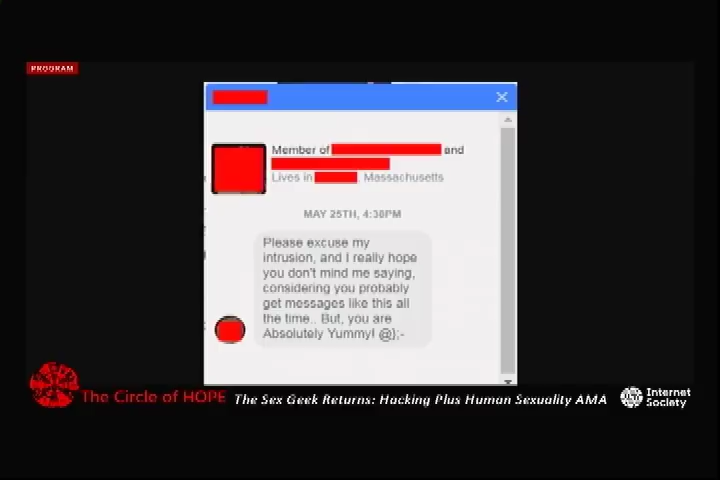 PROGRAM
Member of and
Lives in , Massachusetts
MAY 25TH, 4:38PM
Please excuse my
intrusion, and I really hope
you don't mind me saying,
considering you probably
get messages like this all
the time.. But, you are
Absolutely Yummy! @};-
The Circle of HOPE
The Sex Geek Returns: Hacking Plus Human Sexuality AMA
Internet
Society